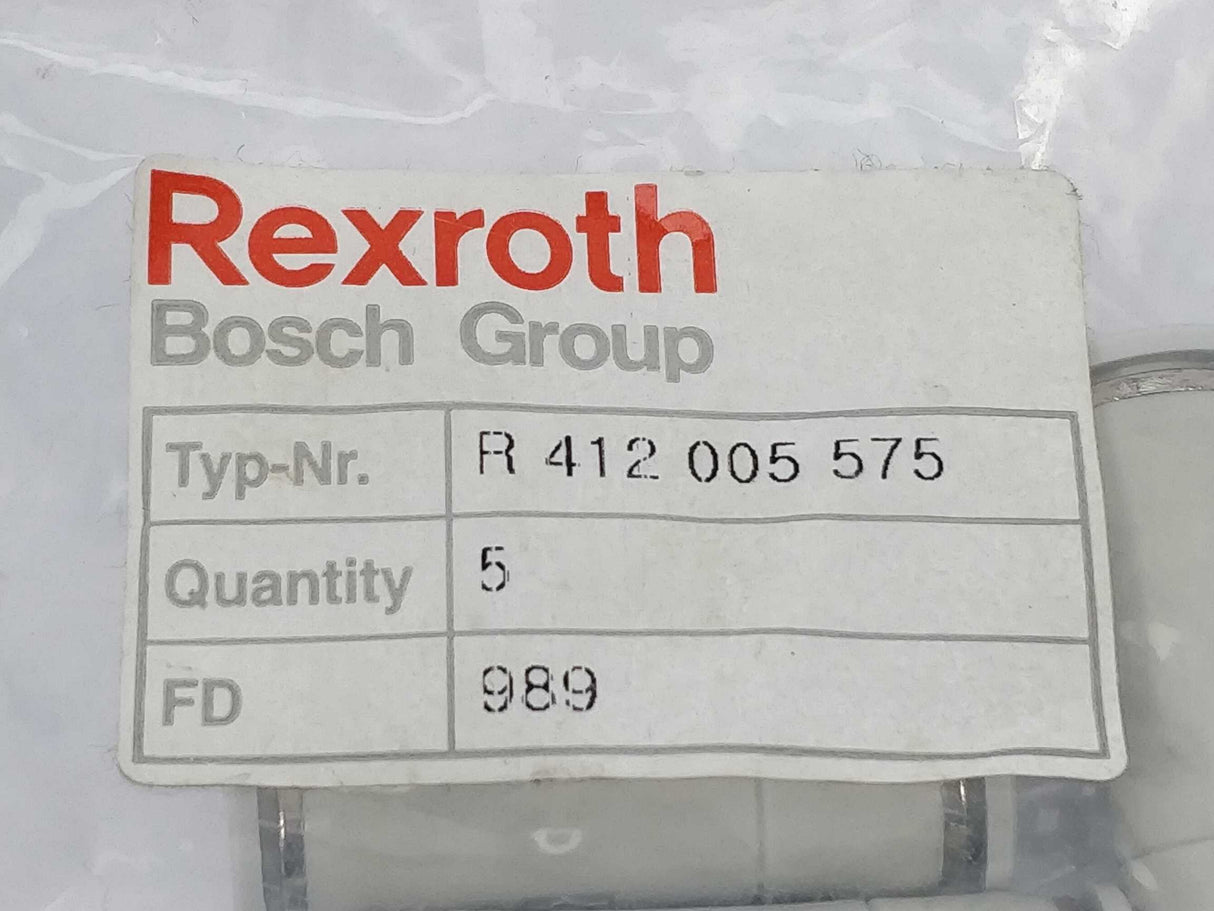 Rexroth
Bosch Group
Typ-Nr. R 412 005 575
Quantity 5
FD 989